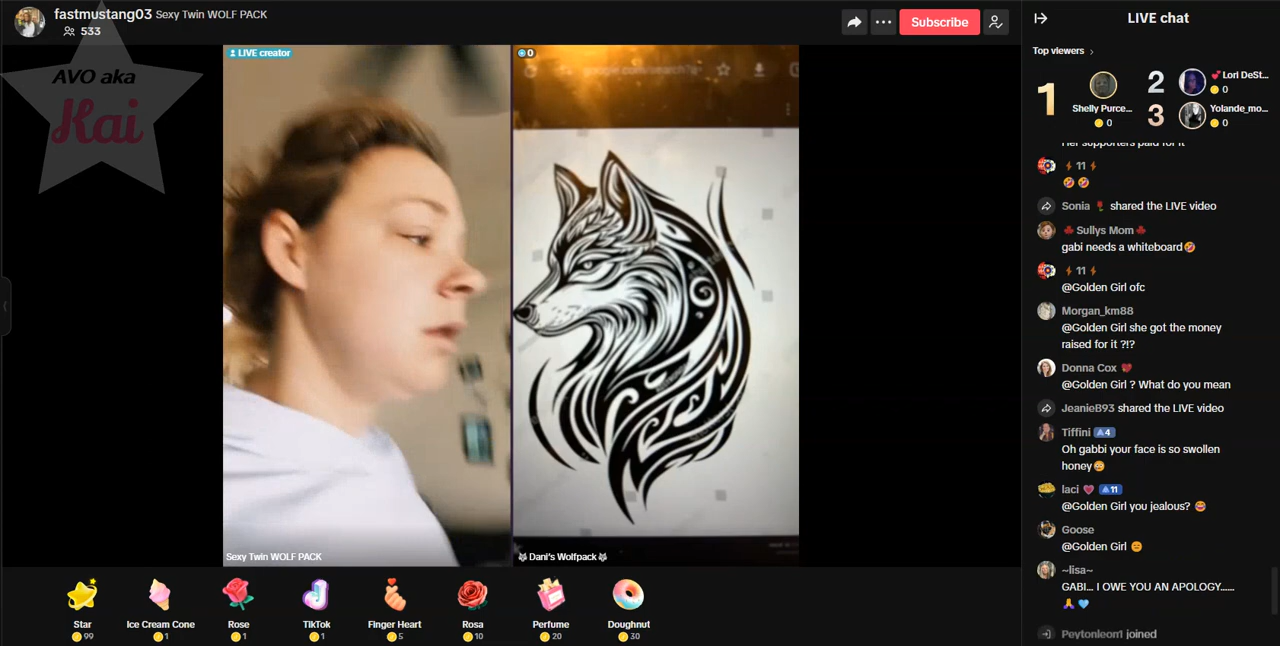 fastmustang03 Sexy Twin WOLF PACK
533
Subscribe
AVO aka
Kai
LIVE creator
0
google.com/search?
Sexy Twin WOLF PACK
Dani's Wolfpack
Star
99
Ice Cream Cone
1
Rose
1
TikTok
1
Finger Heart
5
Rosa
10
Perfume
20
Doughnut
30
LIVE chat
Top viewers
1
Shelly Purce...
0
2
Lori DeSt...
0
3
Yolande_mo...
0
Her supporters paid for it
11
Sonia shared the LIVE video
Sullys Mom
gabi needs a whiteboard
11
@Golden Girl ofc
Morgan_km88
@Golden Girl she got the money
raised for it ?!?
Donna Cox
@Golden Girl ? What do you mean
JeanieB93 shared the LIVE video
Tiffini 4
Oh gabbi your face is so swollen
honey
laci 11
@Golden Girl you jealous?
Goose
@Golden Girl
~lisa~
GABI... I OWE YOU AN APOLOGY......
Peytonleon1 joined